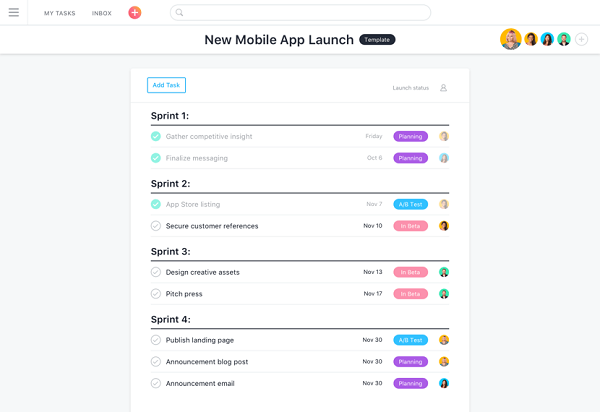 MY TASKS INBOX
New Mobile App Launch Template
Add Task Launch status
Sprint 1:
Gather competitive insight Friday Planning
Finalize messaging Oct 6 Planning
Sprint 2:
App Store listing Nov 7 A/B Test
Secure customer references Nov 10 In Beta
Sprint 3:
Design creative assets Nov 13 In Beta
Pitch press Nov 17 In Beta
Sprint 4:
Publish landing page Nov 30 A/B Test
Announcement blog post Nov 30 Planning
Announcement email Nov 30 Planning